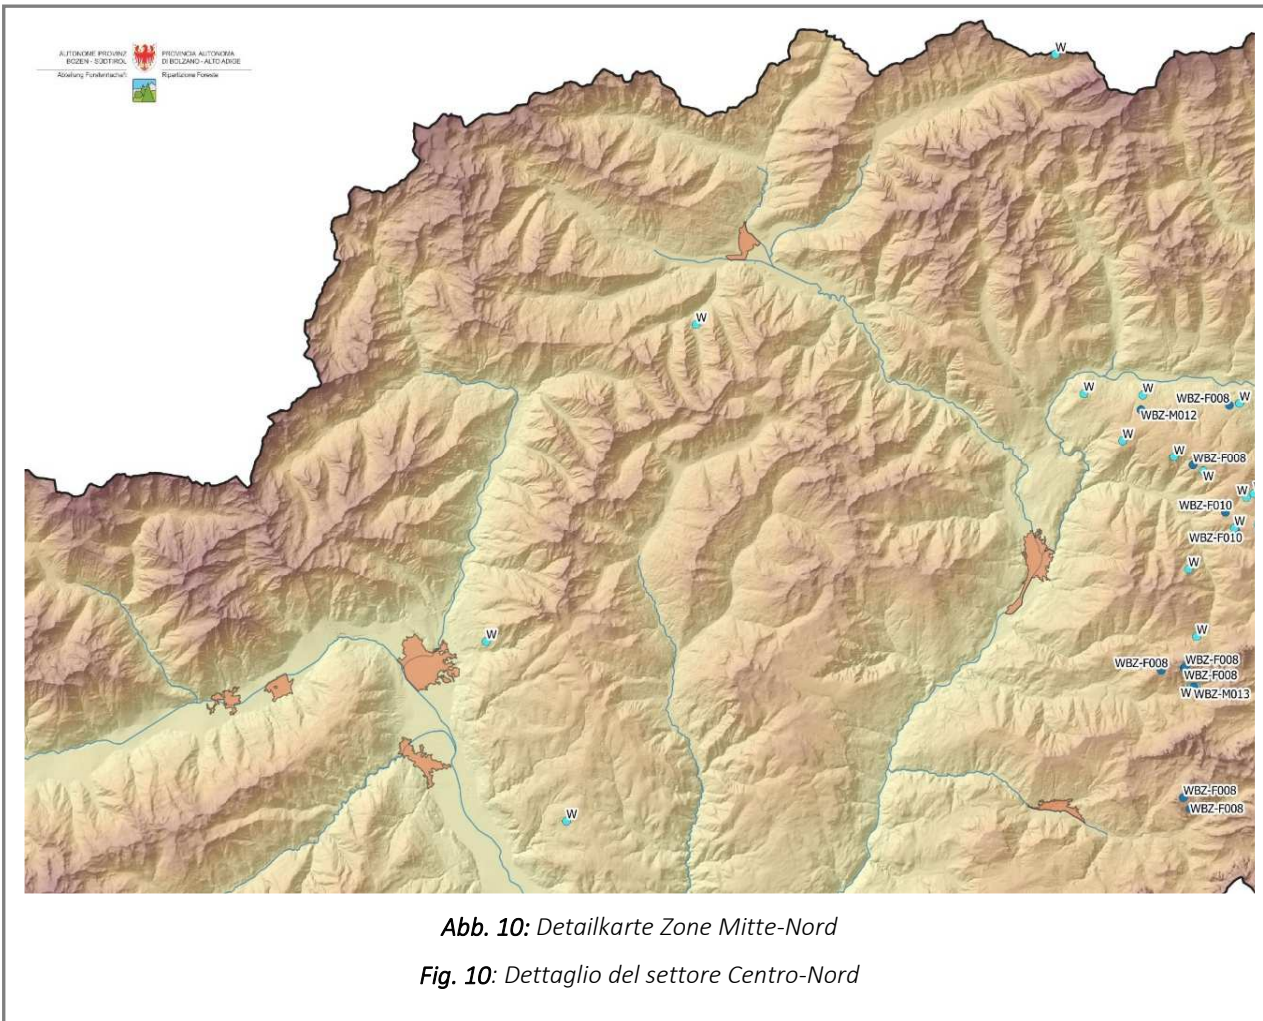 AUTONOME PROVINZ
BOZEN - SÜDTIROL
PROVINCIA AUTONOMA
DI BOLZANO - ALTO ADIGE
Abteilung Forstwirtschaft
Ripartizione Foreste
W
W
W
W
WBZ-F008
W
WBZ-M012
W
W
WBZ-F008
W
W
WBZ-F010
W
WBZ-F010
W
W
W
WBZ-F008
WBZ-F008
WBZ-F008
W
WBZ-M013
WBZ-F008
WBZ-F008
W
Abb. 10: Detailkarte Zone Mitte-Nord
Fig. 10: Dettaglio del settore Centro-Nord